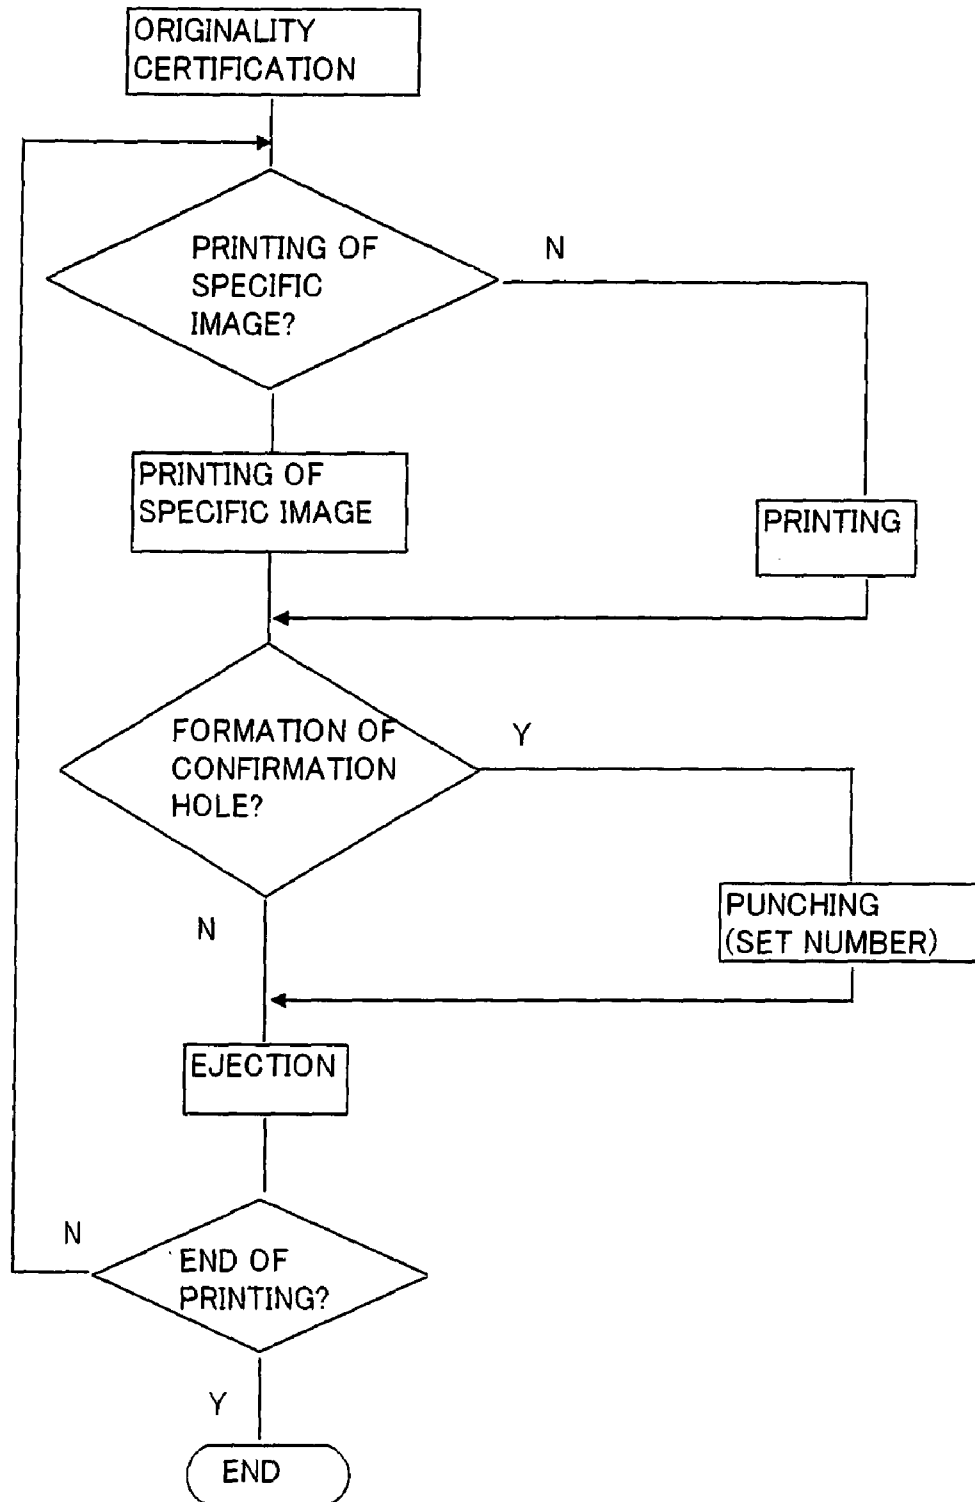 ORIGINALITY
CERTIFICATION
PRINTING OF
SPECIFIC
IMAGE?
N
PRINTING OF
SPECIFIC IMAGE
PRINTING
FORMATION OF
CONFIRMATION
HOLE?
Y
N
PUNCHING
(SET NUMBER)
EJECTION
N
END OF
PRINTING?
Y
END